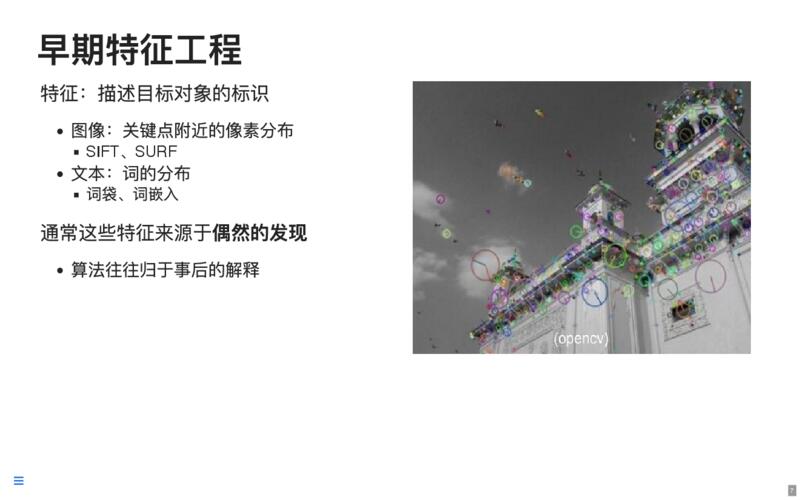 早期特征工程
特征：描述目标对象的标识
图像：关键点附近的像素分布
SIFT、SURF
文本：词的分布
词袋、词嵌入
通常这些特征来源于偶然的发现
算法往往归于事后的解释
(opencv)
7